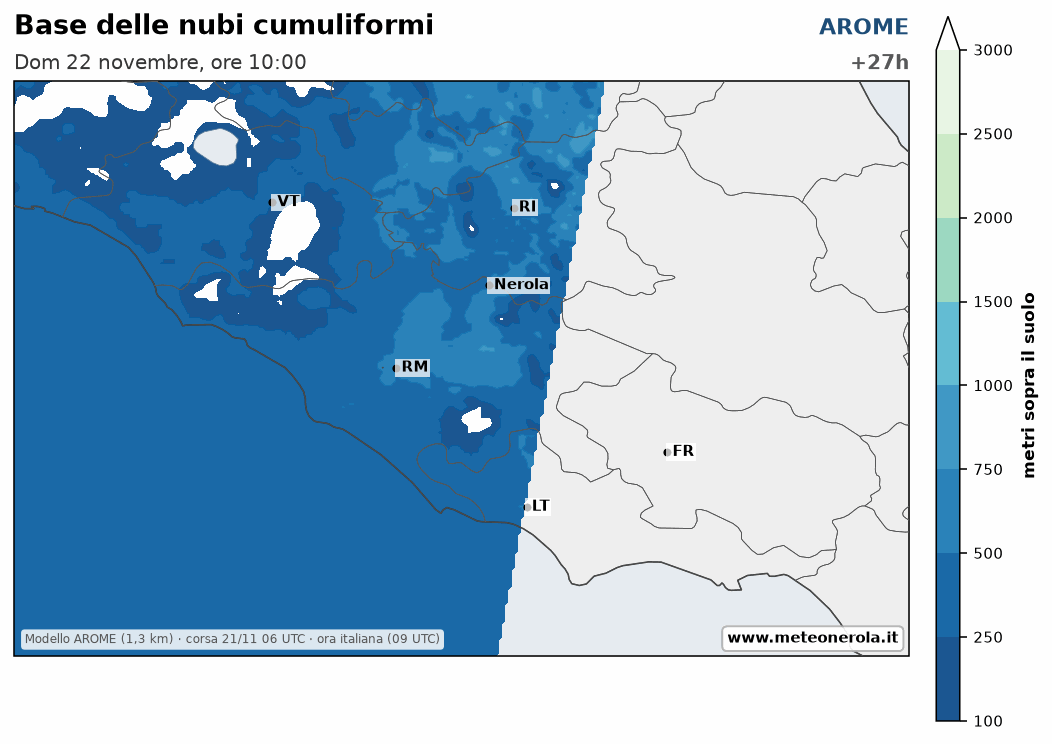 Base delle nubi cumuliformi
AROME
Dom 22 novembre, ore 10:00
+27h
VT
RI
Nerola
RM
FR
LT
Modello AROME (1,3 km) · corsa 21/11 06 UTC · ora italiana (09 UTC)
www.meteonerola.it
3000
2500
2000
1500
1000
750
500
250
100
metri sopra il suolo